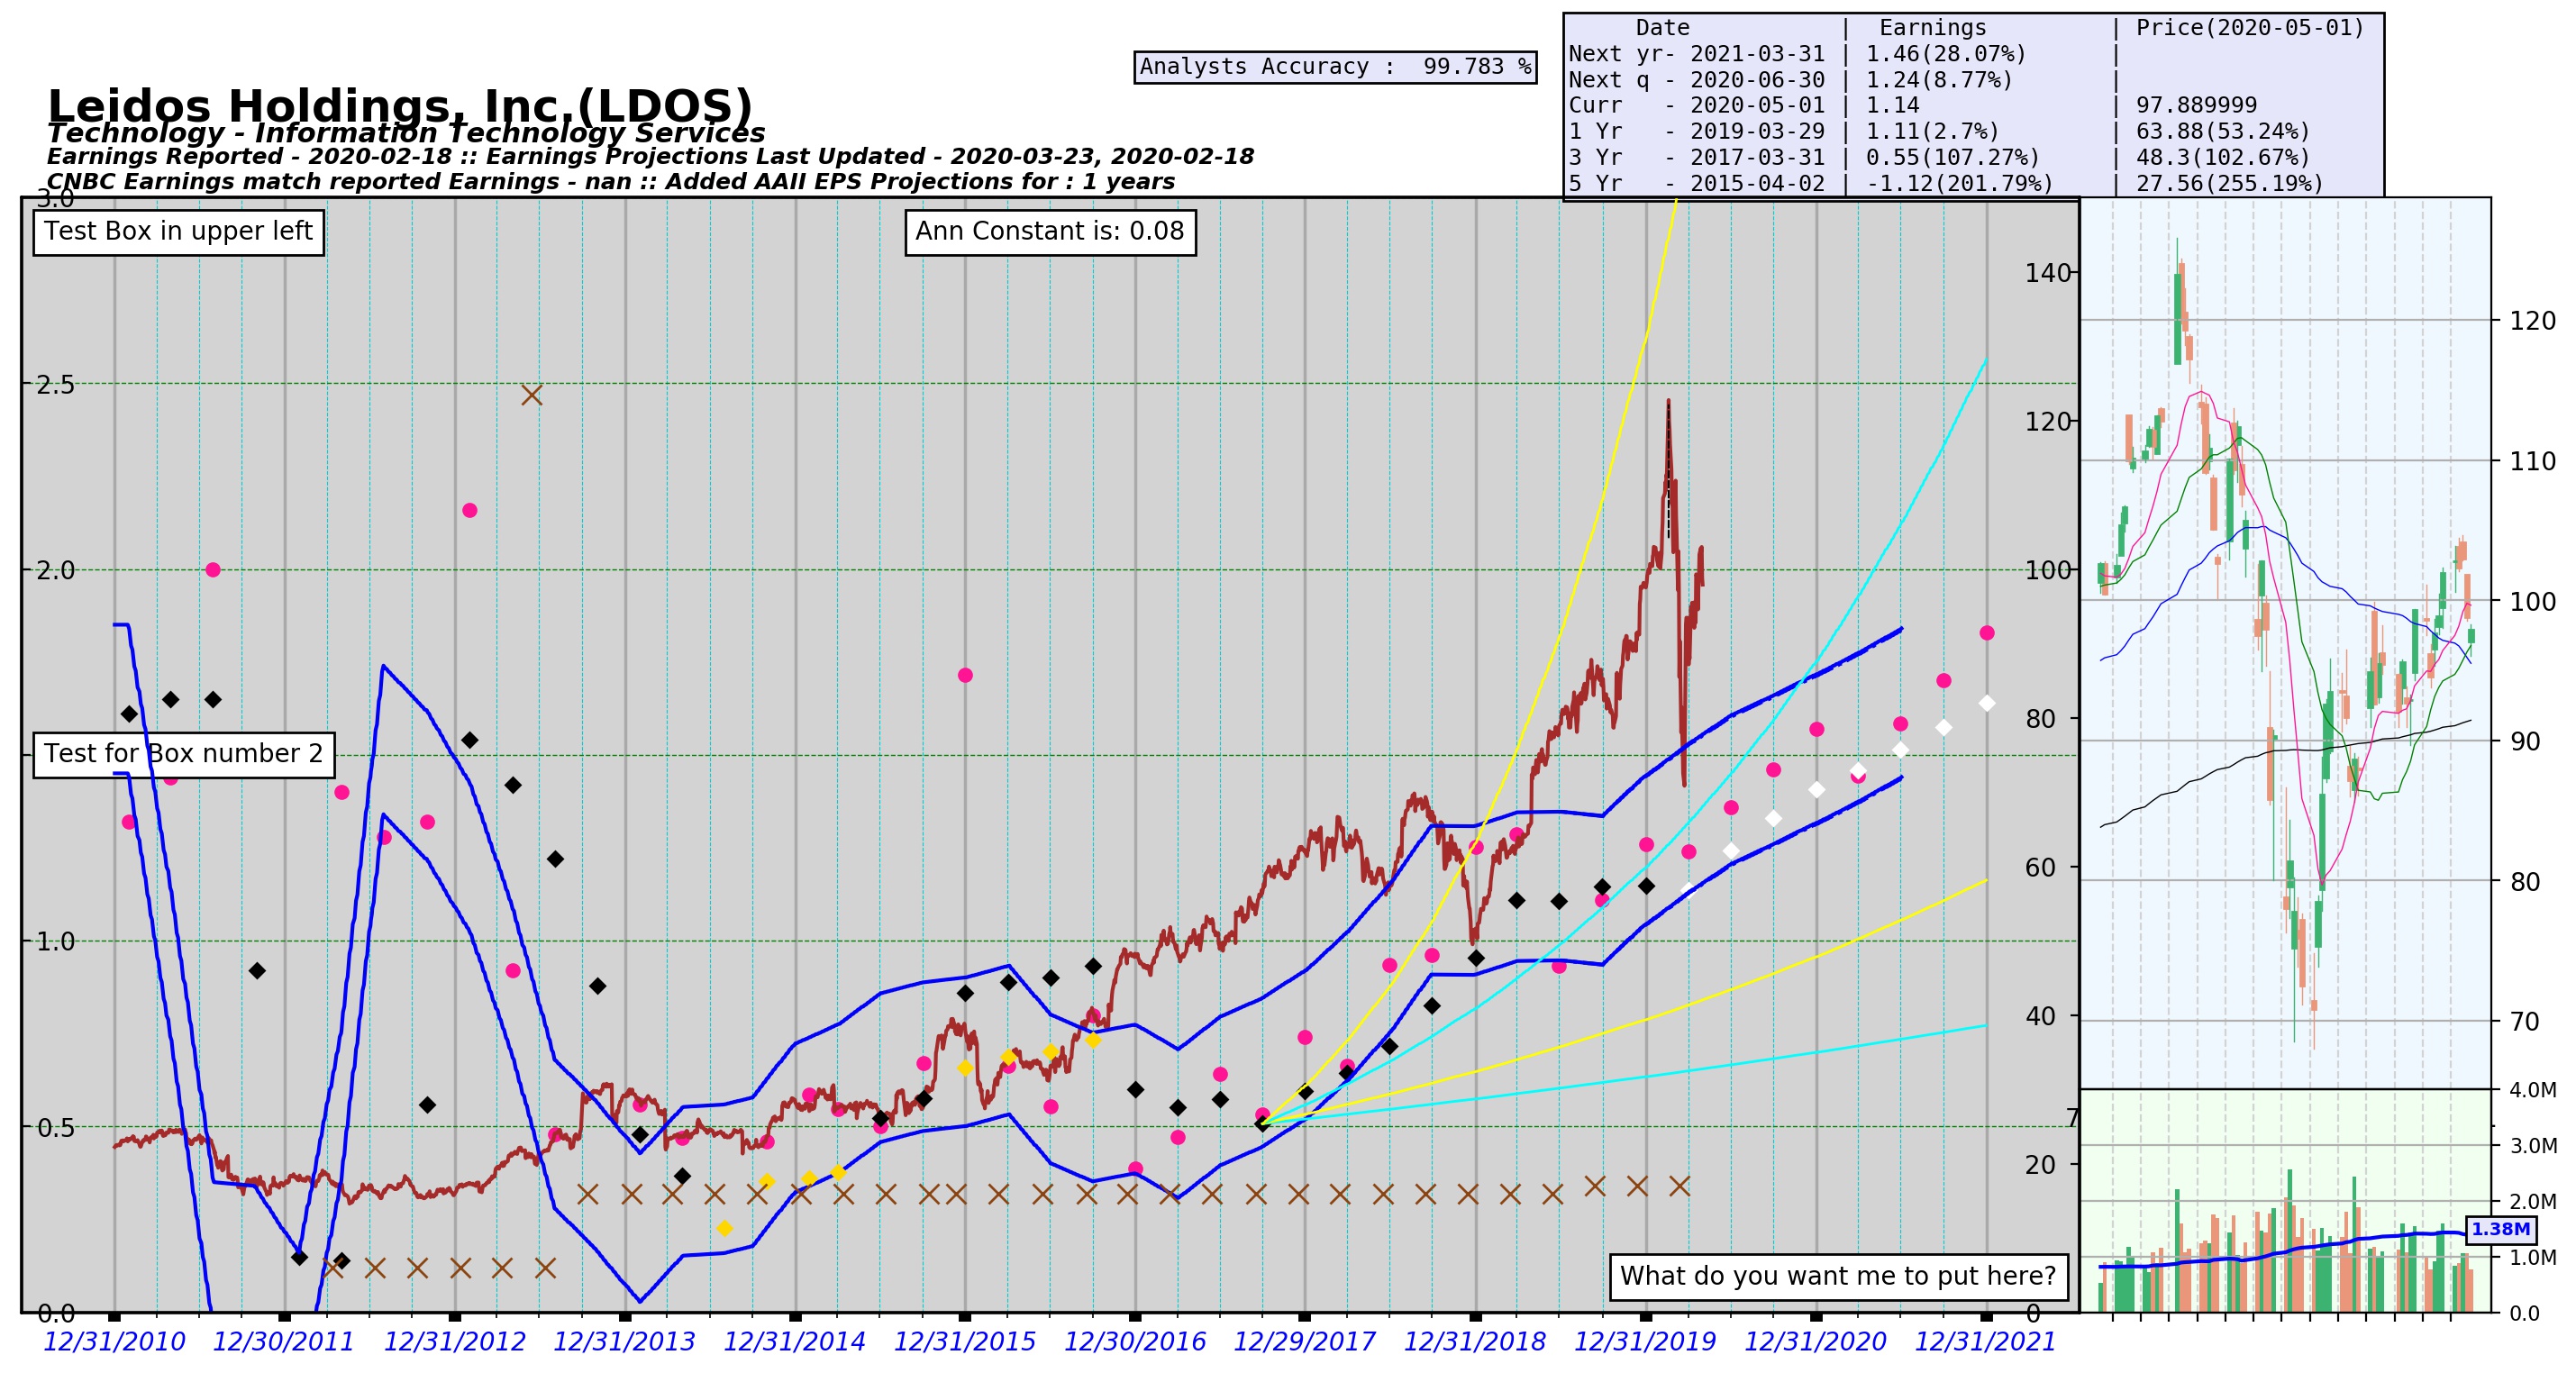 Date | Earnings | Price(2020-05-01)
Next yr- 2021-03-31 | 1.46(28.07%) |
Next q - 2020-06-30 | 1.24(8.77%) |
Curr - 2020-05-01 | 1.14 | 97.889999
1 Yr - 2019-03-29 | 1.11(2.7%) | 63.88(53.24%)
3 Yr - 2017-03-31 | 0.55(107.27%) | 48.3(102.67%)
5 Yr - 2015-04-02 | -1.12(201.79%) | 27.56(255.19%)
Analysts Accuracy : 99.783 %
Leidos Holdings, Inc.(LDOS)
Technology - Information Technology Services
Earnings Reported - 2020-02-18 :: Earnings Projections Last Updated - 2020-03-23, 2020-02-18
CNBC Earnings match reported Earnings - nan :: Added AAII EPS Projections for : 1 years
3.0
Test Box in upper left
Ann Constant is: 0.08
2.5
2.0
Test for Box number 2
1.0
0.5
0.0
140
120
100
80
60
40
7
20
0
What do you want me to put here?
120
110
100
90
80
70
4.0M
3.0M
2.0M
1.38M
1.0M
0.0
12/31/2010 12/30/2011 12/31/2012 12/31/2013 12/31/2014 12/31/2015 12/30/2016 12/29/2017 12/31/2018 12/31/2019 12/31/2020 12/31/2021